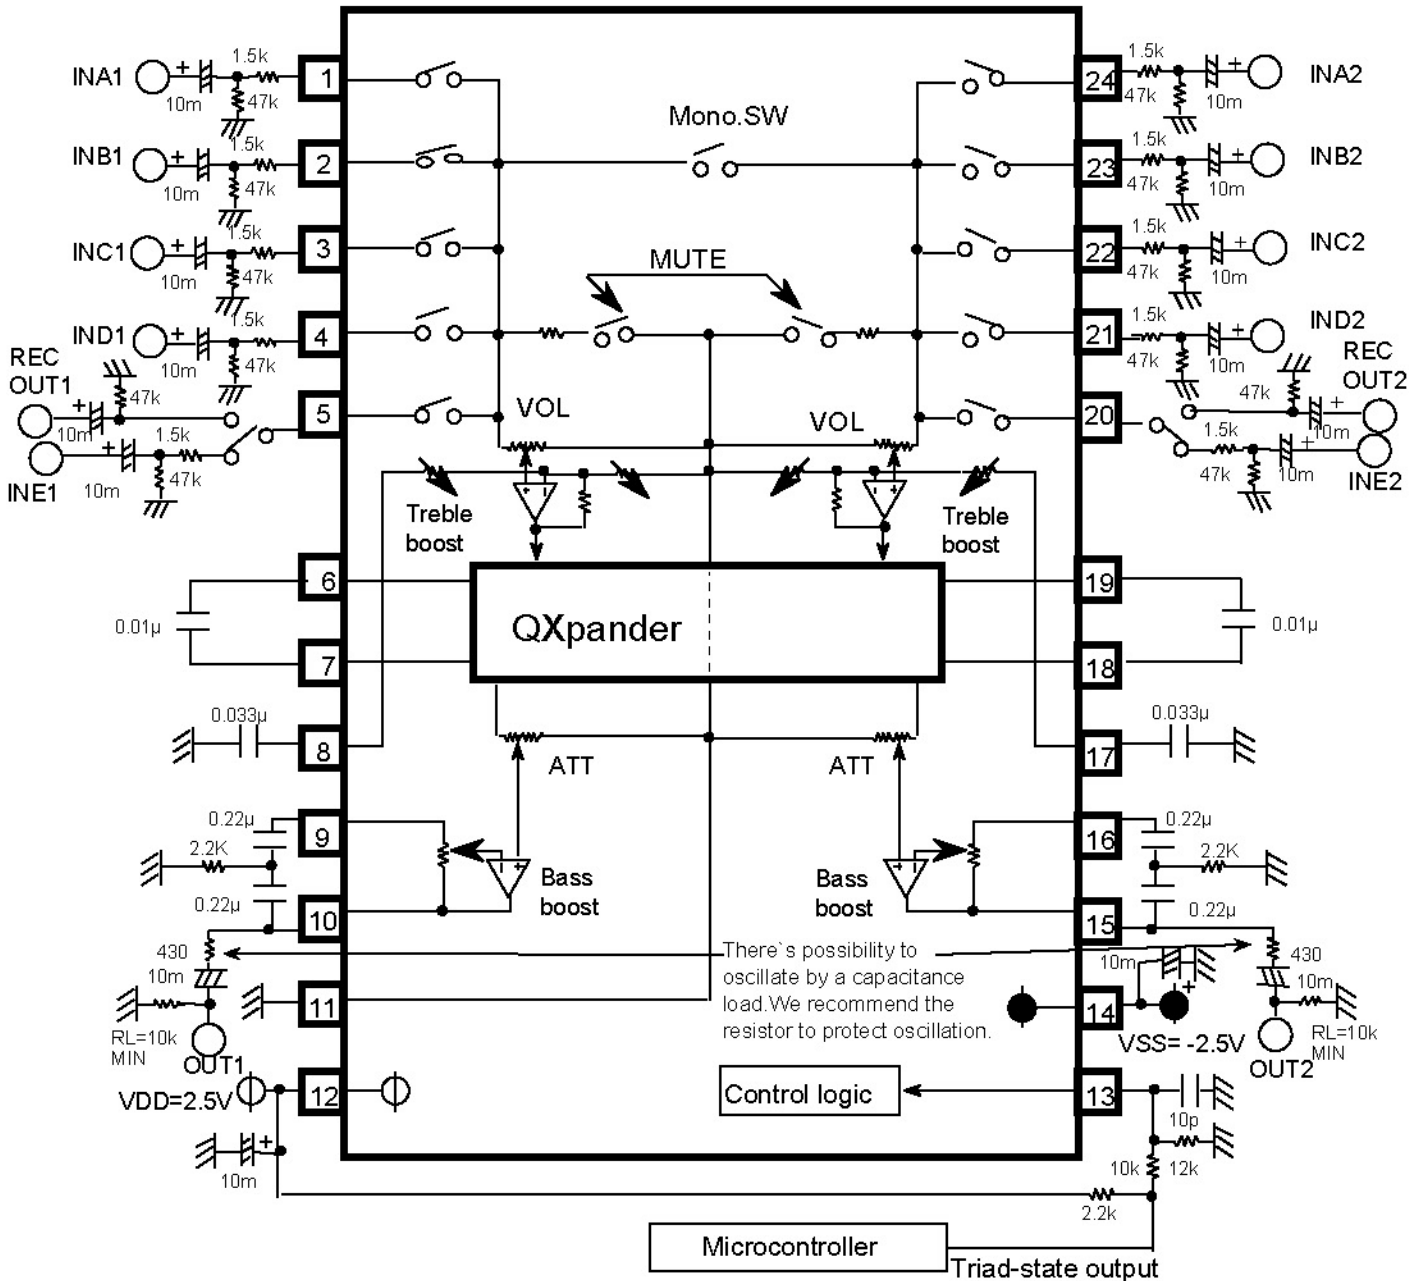 INA1 + 10m 1.5k 47k 1
24 1.5k 47k + 10m INA2
Mono.SW
INB1 + 10m 1.5k 47k 2
23 1.5k 47k + 10m INB2
INC1 + 10m 1.5k 47k 3
22 1.5k 47k + 10m INC2
MUTE
IND1 + 10m 1.5k 47k 4
21 1.5k 47k + 10m IND2
REC
OUT1
+ 10m 47k
5
20
REC
OUT2
47k + 10m
INE1 + 10m 1.5k 47k
1.5k 47k + 10m INE2
VOL
VOL
+ -
- +
Treble
boost
Treble
boost
6
19
QXpander
0.01µ
0.01µ
7
18
0.033µ
8
0.033µ
17
ATT
ATT
0.22µ
9
2.2K
0.22µ
10
16
0.22µ
2.2K
0.22µ
15
- +
+ -
Bass
boost
Bass
boost
There`s possibility to
oscillate by a capacitance
load.We recommend the
resistor to protect oscillation.
430
10m
RL=10k
MIN
OUT1
11
10m
14
+
VSS= -2.5V
430
10m
RL=10k
MIN
OUT2
VDD=2.5V
12
Control logic
13
10p
+
10m
10k
12k
2.2k
Microcontroller
Triad-state output